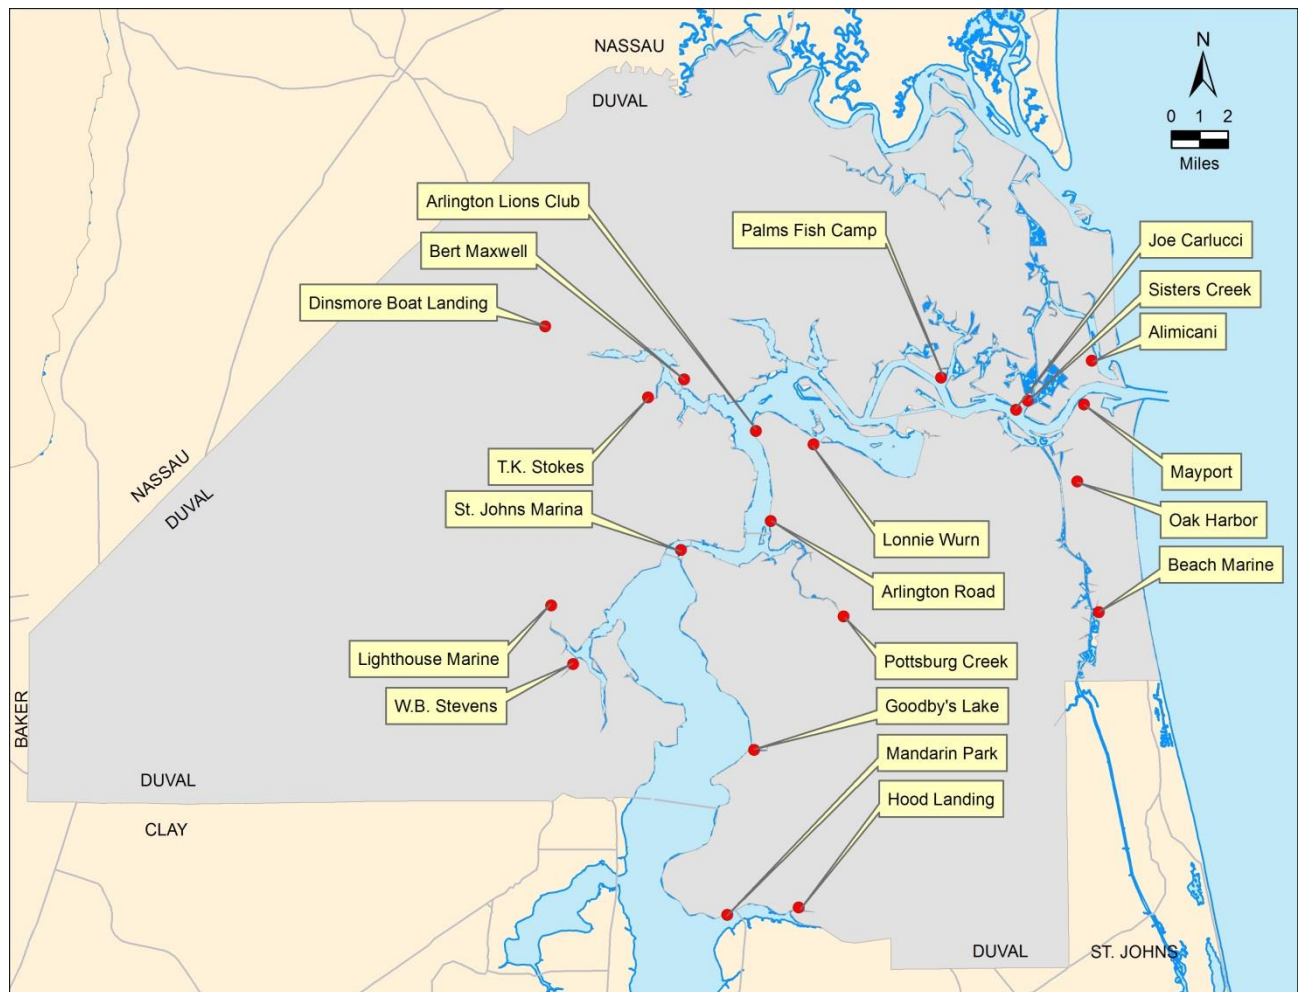 NASSAU
DUVAL
N
0 1 2
Miles
Arlington Lions Club
Palms Fish Camp
Joe Carlucci
Bert Maxwell
Sisters Creek
Dinsmore Boat Landing
Alimicani
T.K. Stokes
Mayport
NASSAU
DUVAL
St. Johns Marina
Oak Harbor
Lonnie Wurn
Beach Marine
Arlington Road
Lighthouse Marine
Pottsburg Creek
W.B. Stevens
Goodby's Lake
BAKER
Mandarin Park
DUVAL
Hood Landing
CLAY
DUVAL
ST. JOHNS